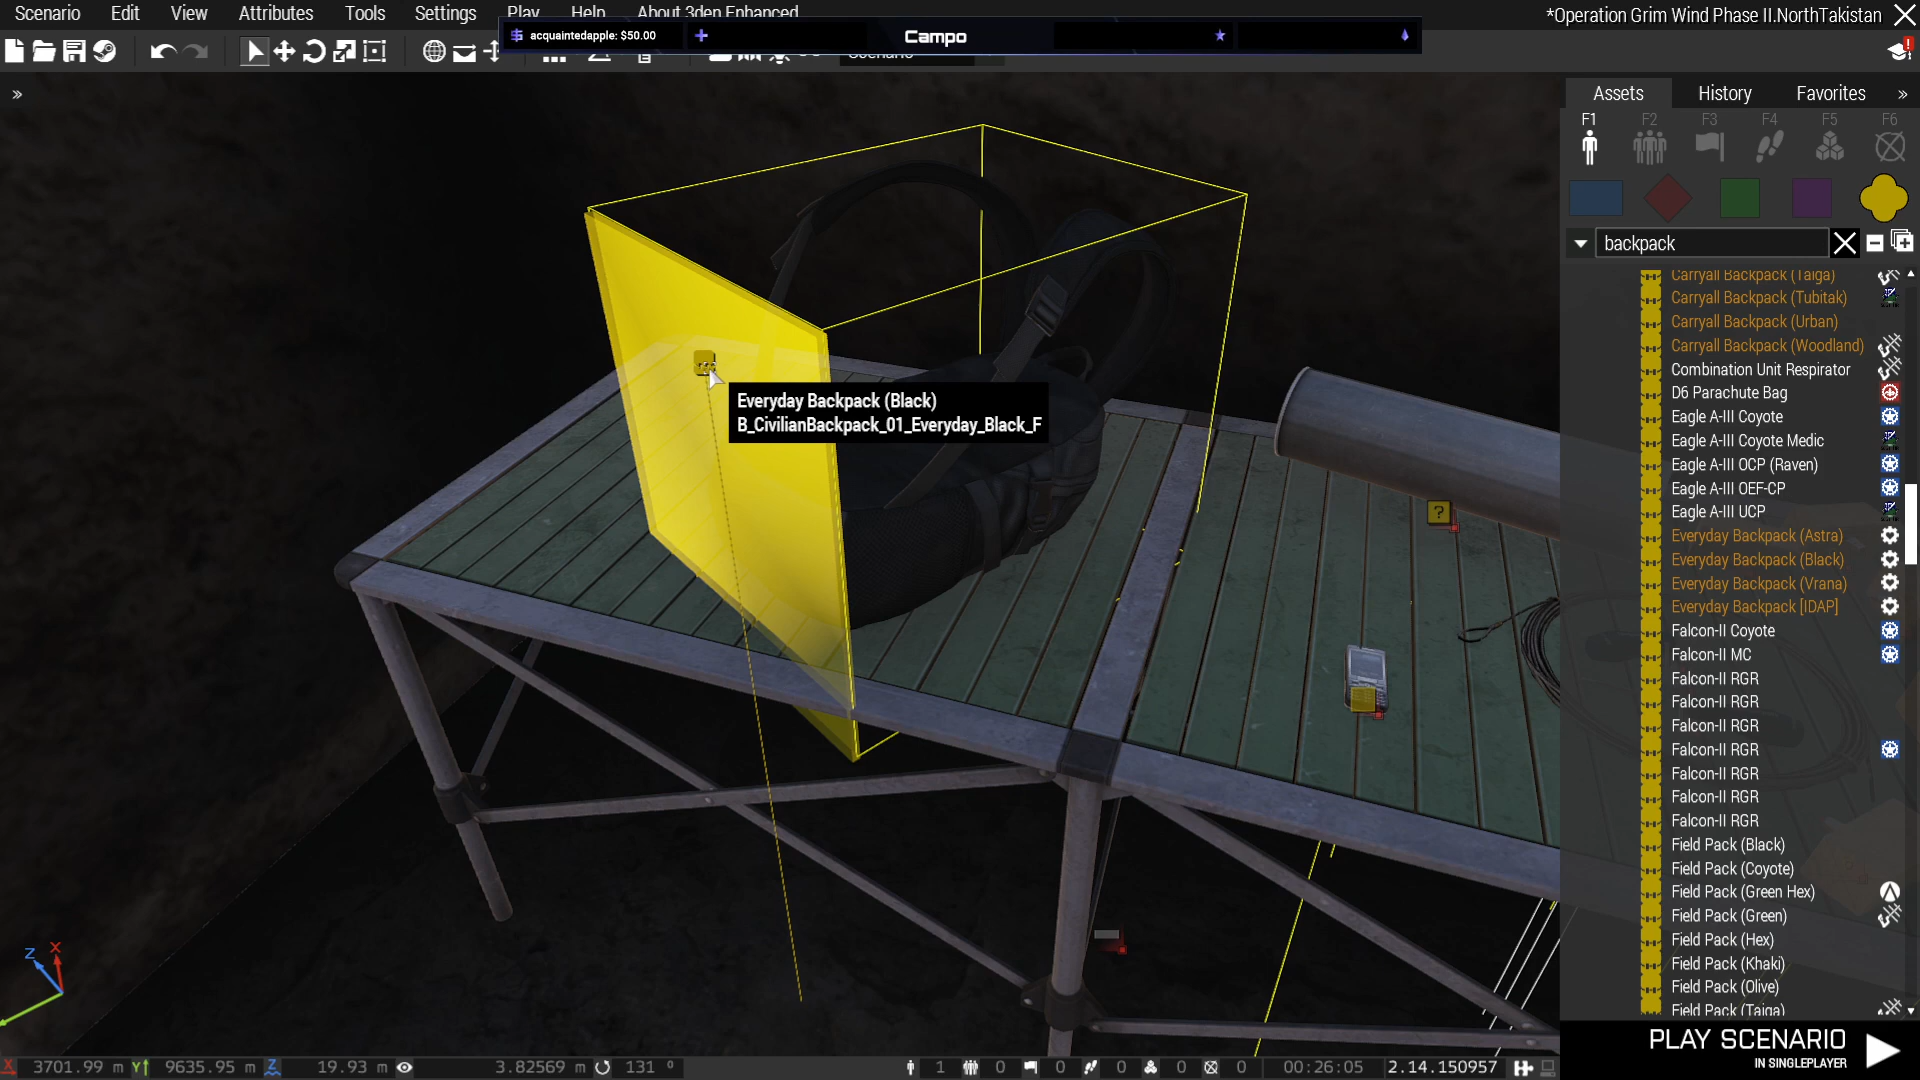 Scenario Edit View Attributes Tools Settings Play Help About 3den Enhanced
*Operation Grim Wind Phase II.NorthTakistan
acquaintedapple: $50.00
Campo
Scenario
Assets History Favorites
F1 F2 F3 F4 F5 F6
backpack
Carryall Backpack (Taiga)
Carryall Backpack (Tubitak)
Carryall Backpack (Urban)
Carryall Backpack (Woodland)
Combination Unit Respirator
D6 Parachute Bag
Eagle A-III Coyote
Eagle A-III Coyote Medic
Eagle A-III OCP (Raven)
Eagle A-III OEF-CP
Eagle A-III UCP
Everyday Backpack (Astra)
Everyday Backpack (Black)
Everyday Backpack (Vrana)
Everyday Backpack [IDAP]
Falcon-II Coyote
Falcon-II MC
Falcon-II RGR
Falcon-II RGR
Falcon-II RGR
Falcon-II RGR
Falcon-II RGR
Falcon-II RGR
Falcon-II RGR
Field Pack (Black)
Field Pack (Coyote)
Field Pack (Green Hex)
Field Pack (Green)
Field Pack (Hex)
Field Pack (Khaki)
Field Pack (Olive)
Field Pack (Taiga)
Everyday Backpack (Black)
B_CivilianBackpack_01_Everyday_Black_F
?
Z X
PLAY SCENARIO
IN SINGLEPLAYER
X 3701.99 m Y 9635.95 m Z 19.93 m 3.82569 m 131 ° 1 0 0 0 0 0 00:26:05 2.14.150957